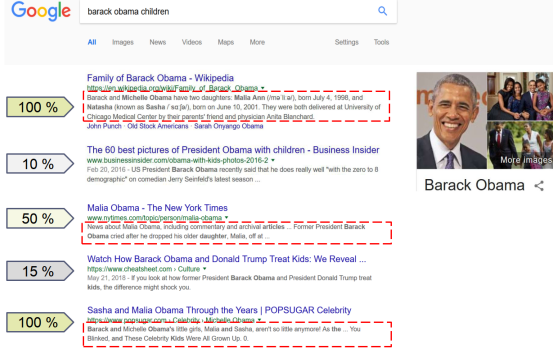 Google
barack obama children
All Images News Videos Maps More Settings Tools
Family of Barack Obama - Wikipedia
https://en.wikipedia.org/wiki/Family_of_Barack_Obama
100 %
Barack and Michelle Obama have two daughters: Malia Ann (/məˈliːə/), born July 4, 1998, and
Natasha (known as Sasha / ˈsɑːʃə/), born on June 10, 2001. They were both delivered at University of
Chicago Medical Center by their parents' friend and physician Anita Blanchard.
John Punch · Old Stock Americans · Sarah Onyango Obama
More images
Barack Obama
The 60 best pictures of President Obama with children - Business Insider
www.businessinsider.com/obama-with-kids-photos-2016-2
10 %
Feb 20, 2016 - US President Barack Obama recently said that he does really well "with the zero to 8
demographic" on comedian Jerry Seinfeld's latest season ...
Malia Obama - The New York Times
www.nytimes.com/topic/person/malia-obama
50 %
News about Malia Obama, including commentary and archival articles ... Former President Barack
Obama cried after he dropped his older daughter, Malia, off at ...
Watch How Barack Obama and Donald Trump Treat Kids: We Reveal ...
https://www.cheatsheet.com › Culture
15 %
May 21, 2018 - If you look at how former President Barack Obama and President Donald Trump treat
kids, the difference might shock you.
Sasha and Malia Obama Through the Years | POPSUGAR Celebrity
https://www.popsugar.com › Celebrity › Michelle Obama
100 %
Barack and Michelle Obama's little girls, Malia and Sasha, aren't so little anymore! As the ... You
Blinked, and These Celebrity Kids Were All Grown Up. 0.